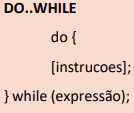 DO..WHILE
do {
[instrucoes];
} while (expressão);